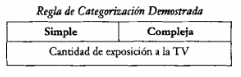 Regla de Categorización Demostrada
Simple Compleja
Cantidad de exposición a la TV